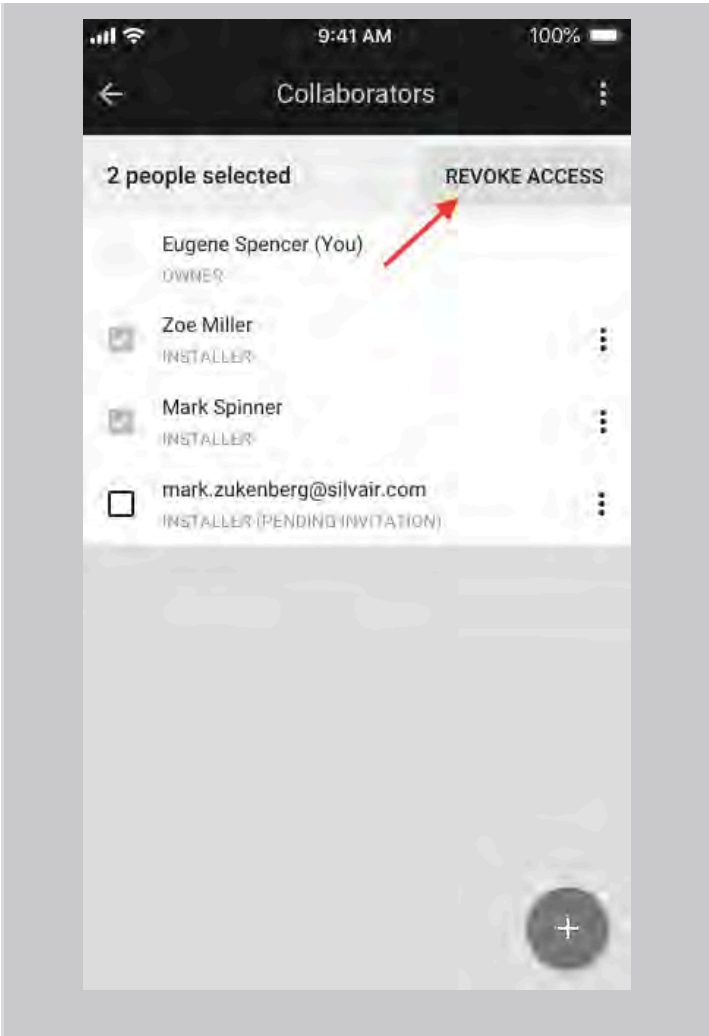 9:41 AM 100%
Collaborators
2 people selected REVOKE ACCESS
Eugene Spencer (You)
OWNER
Zoe Miller
INSTALLER
Mark Spinner
INSTALLER
mark.zukenberg@silvair.com
INSTALLER (PENDING INVITATION)